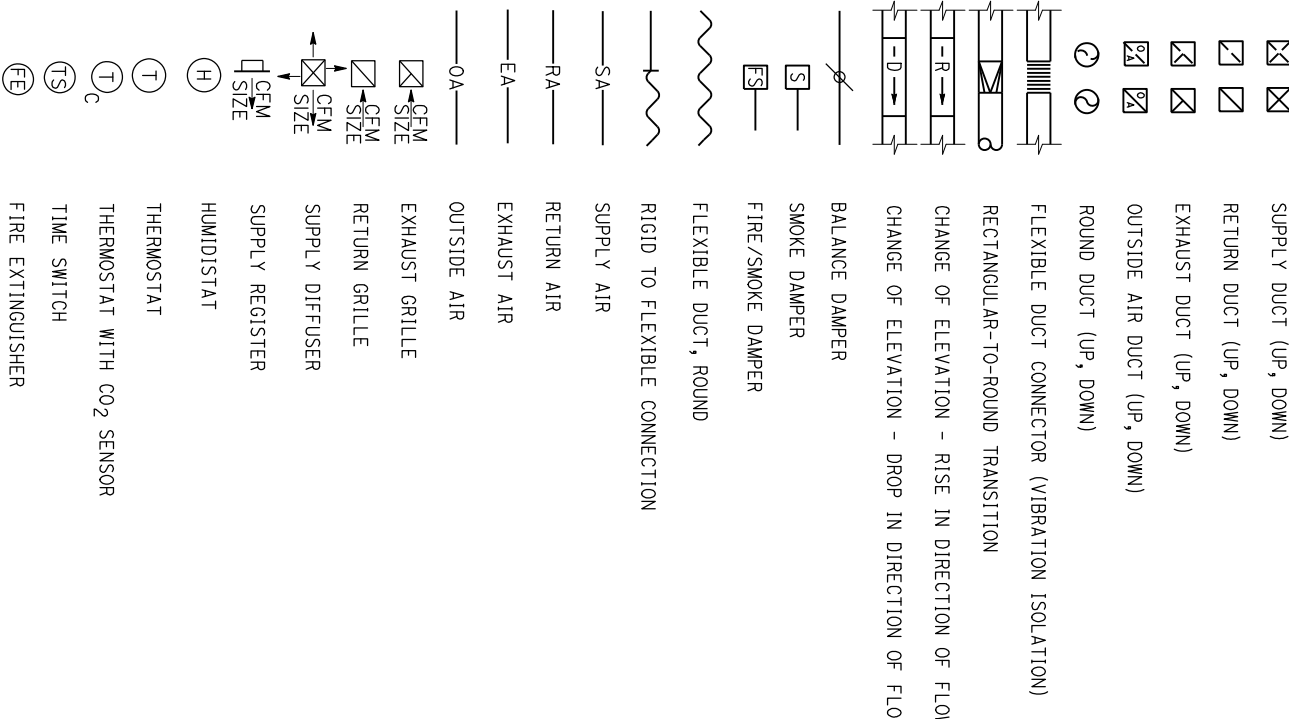 SUPPLY DUCT (UP, DOWN)
RETURN DUCT (UP, DOWN)
EXHAUST DUCT (UP, DOWN)
O A O A OUTSIDE AIR DUCT (UP, DOWN)
ROUND DUCT (UP, DOWN)
FLEXIBLE DUCT CONNECTOR (VIBRATION ISOLATION)
RECTANGULAR-TO-ROUND TRANSITION
R CHANGE OF ELEVATION - RISE IN DIRECTION OF FLOW
D CHANGE OF ELEVATION - DROP IN DIRECTION OF FLO
BALANCE DAMPER
S SMOKE DAMPER
FS FIRE/SMOKE DAMPER
FLEXIBLE DUCT, ROUND
RIGID TO FLEXIBLE CONNECTION
SA SUPPLY AIR
RA RETURN AIR
EA EXHAUST AIR
OA OUTSIDE AIR
CFM
SIZE EXHAUST GRILLE
CFM
SIZE RETURN GRILLE
CFM
SIZE SUPPLY DIFFUSER
CFM
SIZE SUPPLY REGISTER
H HUMIDISTAT
T THERMOSTAT
T C THERMOSTAT WITH CO2 SENSOR
TS TIME SWITCH
FE FIRE EXTINGUISHER